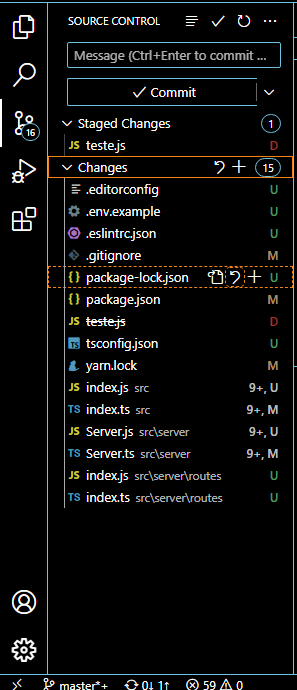 SOURCE CONTROL
Message (Ctrl+Enter to commit ...
Commit
Staged Changes 1
JS teste.js D
Changes 15
.editorconfig U
.env.example U
.eslintrc.json U
.gitignore M
{} package-lock.json U
{} package.json M
JS teste.js D
TS tsconfig.json U
yarn.lock M
JS index.js src 9+, U
TS index.ts src 9+, M
JS Server.js src\server 9+, U
TS Server.ts src\server 9+, M
JS index.js src\server\routes U
TS index.ts src\server\routes U
16
master*+ 0↓ 1↑ 59 0